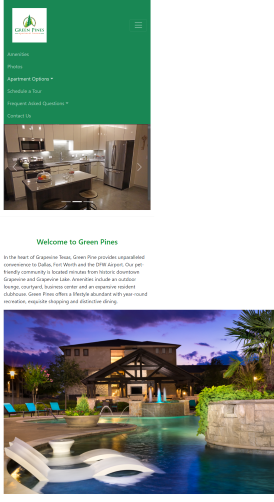 GREEN PINES
Amenities
Photos
Apartment Options
Schedule a Tour
Frequent Asked Questions
Contact Us
Welcome to Green Pines
In the heart of Grapevine Texas, Green Pine provides unparalleled
convenience to Dallas, Fort Worth and the DFW Airport. Our pet-
friendly community is located minutes from historic downtown
Grapevine and Grapevine Lake. Amenities include an outdoor
lounge, courtyard, business center and an expansive resident
clubhouse. Green Pines offers a lifestyle abundant with year-round
recreation, exquisite shopping and distinctive dining.